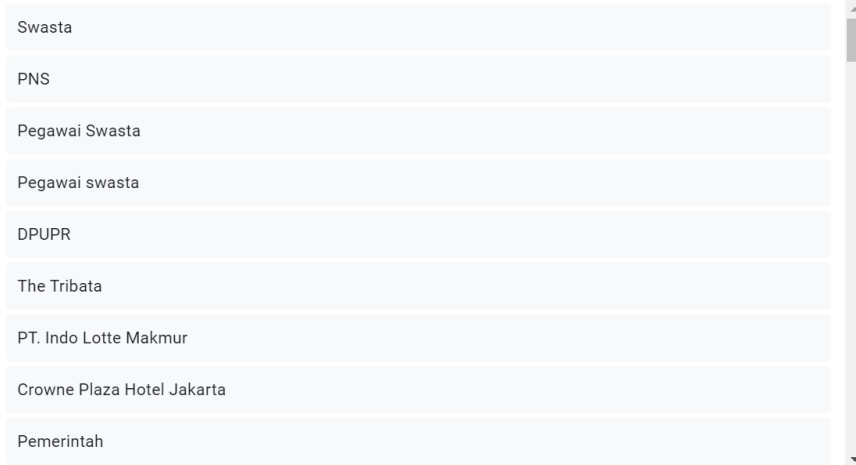 Swasta
PNS
Pegawai Swasta
Pegawai swasta
DPUPR
The Tribata
PT. Indo Lotte Makmur
Crowne Plaza Hotel Jakarta
Pemerintah